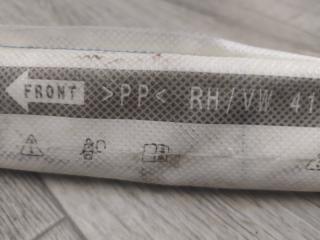 FRONT >PP< RH/VW 41